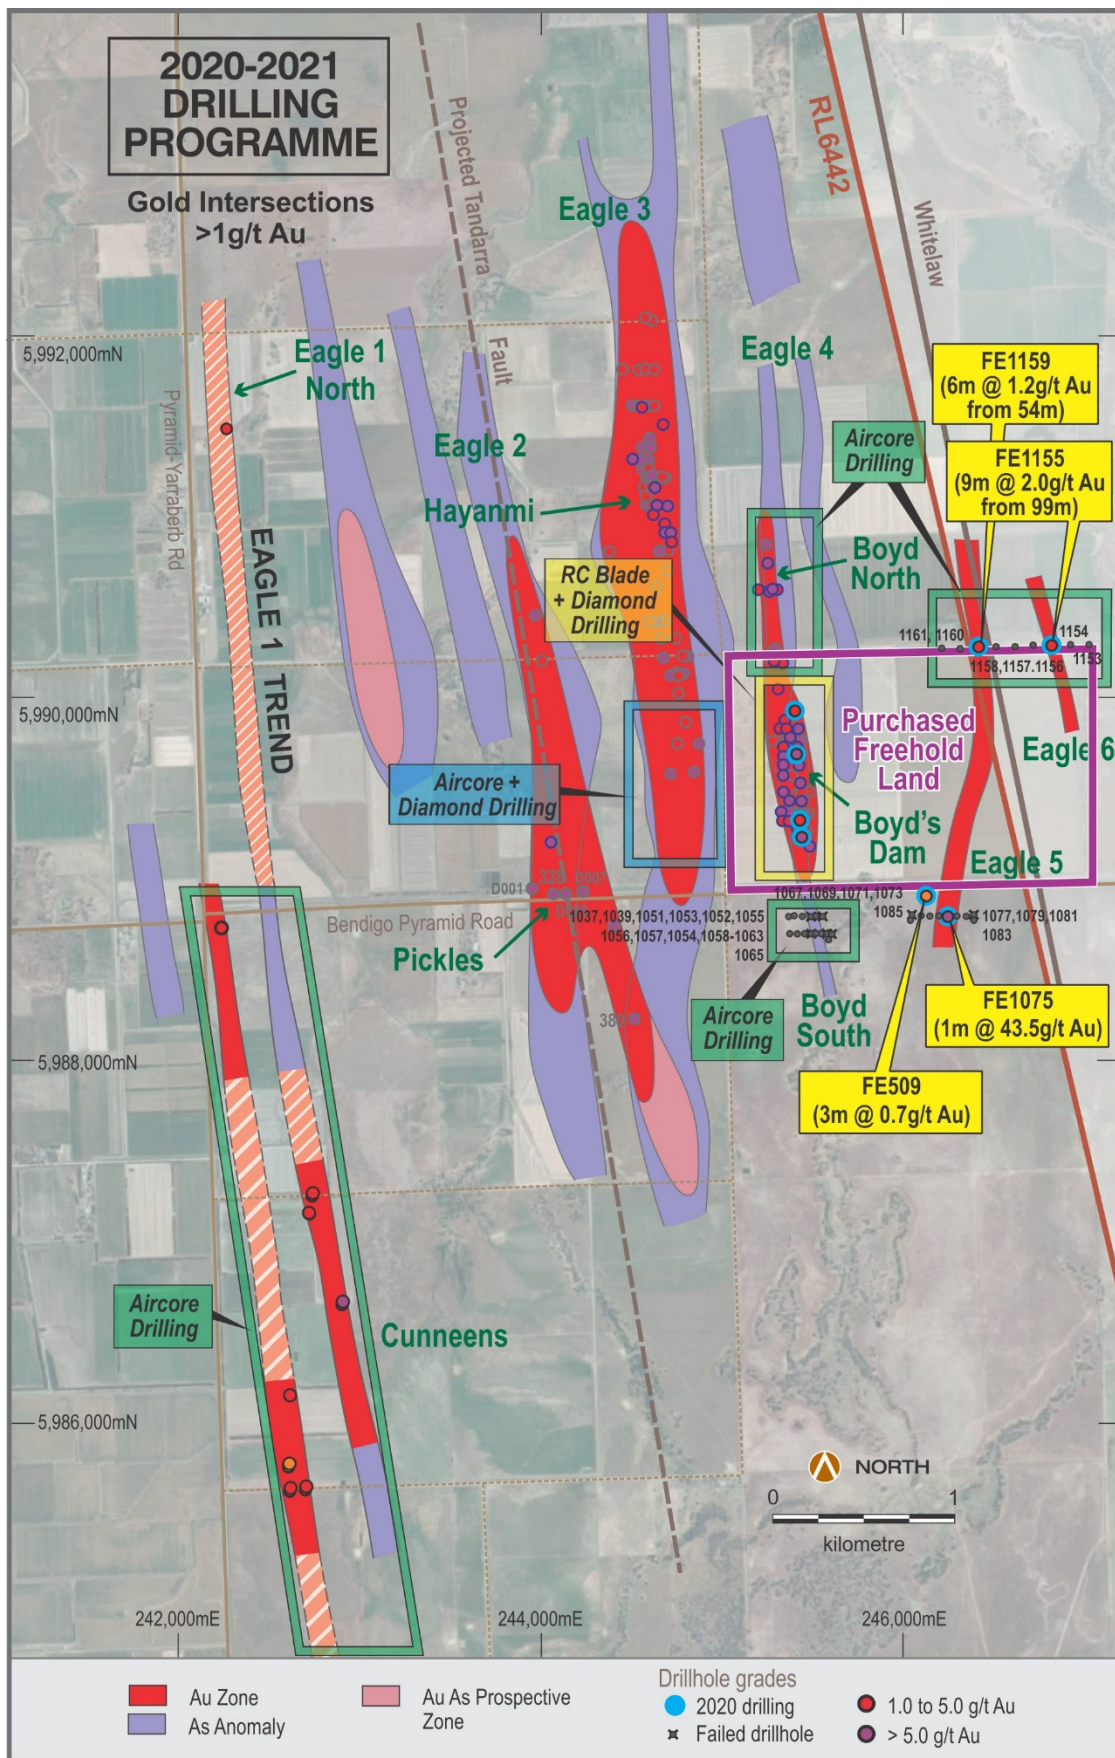 2020-2021
DRILLING
PROGRAMME
Gold Intersections
>1g/t Au
Projected Tandarra
Fault
RL6442
Whitelaw
Eagle 3
5,992,000mN
Pyramid-Yarraberb Rd
Eagle 1
North
Eagle 4
FE1159
(6m @ 1.2g/t Au
from 54m)
Aircore
Drilling
FE1155
(9m @ 2.0g/t Au
from 99m)
Eagle 2
Hayanmi
EAGLE 1 TREND
RC Blade
+ Diamond
Drilling
Boyd
North
1161, 1160
1154
1158,1157.1156
1153
5,990,000mN
Purchased
Freehold
Land
Eagle 6
Aircore +
Diamond Drilling
Boyd's
Dam
Eagle 5
D001
328
D007
1067,1069,1071,1073
1085
Bendigo Pyramid Road
1037,1039,1051,1053,1052,1055
1056,1057,1054,1058-1063
1065
1077,1079,1081
1083
Pickles
380
Aircore
Drilling
Boyd
South
FE1075
(1m @ 43.5g/t Au)
5,988,000mN
FE509
(3m @ 0.7g/t Au)
Aircore
Drilling
Cunneens
5,986,000mN
NORTH
0 1
kilometre
242,000mE
244,000mE
246,000mE
Au Zone
As Anomaly
Au As Prospective
Zone
Drillhole grades
2020 drilling
Failed drillhole
1.0 to 5.0 g/t Au
> 5.0 g/t Au